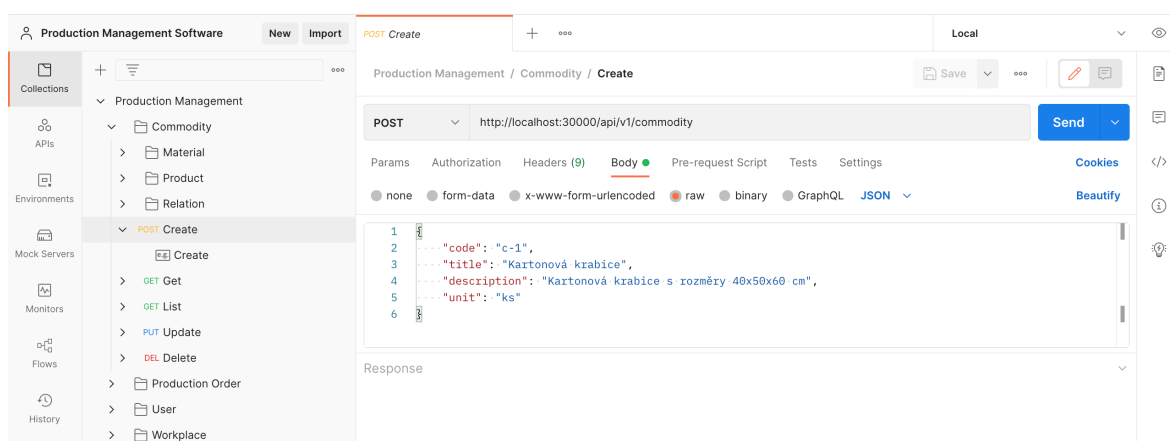 Production Management Software
New
Import
POST Create
Local
Collections
APIs
Environments
Mock Servers
Monitors
Flows
History
Production Management
Commodity
Material
Product
Relation
POST Create
e.g. Create
GET Get
GET List
PUT Update
DEL Delete
Production Order
User
Workplace
Production Management / Commodity / Create
Save
POST
http://localhost:30000/api/v1/commodity
Send
Params Authorization Headers (9) Body Pre-request Script Tests Settings Cookies
none form-data x-www-form-urlencoded raw binary GraphQL JSON Beautify
1 {
2 "code": "c-1",
3 "title": "Kartonová krabice",
4 "description": "Kartonová krabice s rozměry 40x50x60 cm",
5 "unit": "ks"
6 }
Response